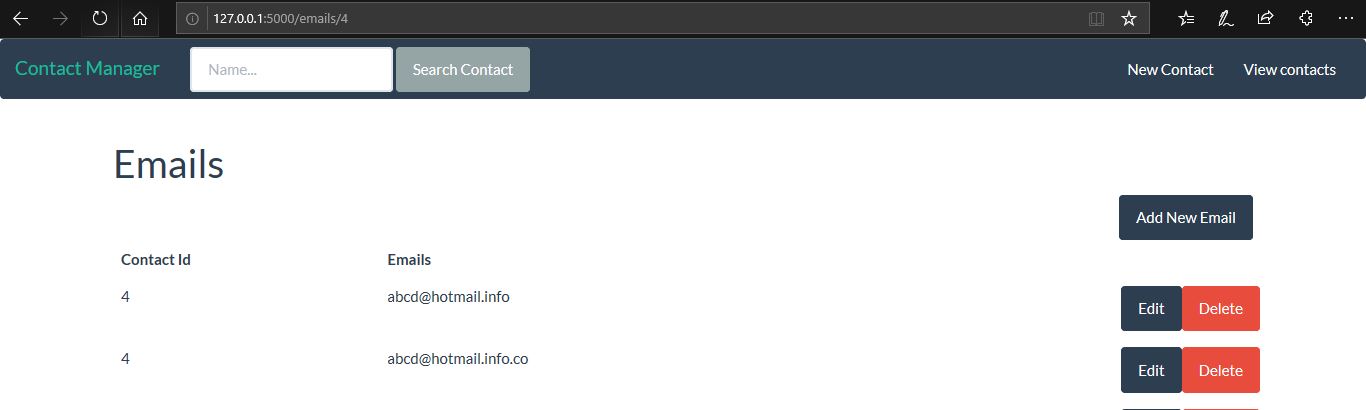 127.0.0.1:5000/emails/4
Contact Manager Name... Search Contact New Contact View contacts
Emails
Add New Email
Contact Id Emails
4 abcd@hotmail.info Edit Delete
4 abcd@hotmail.info.co Edit Delete